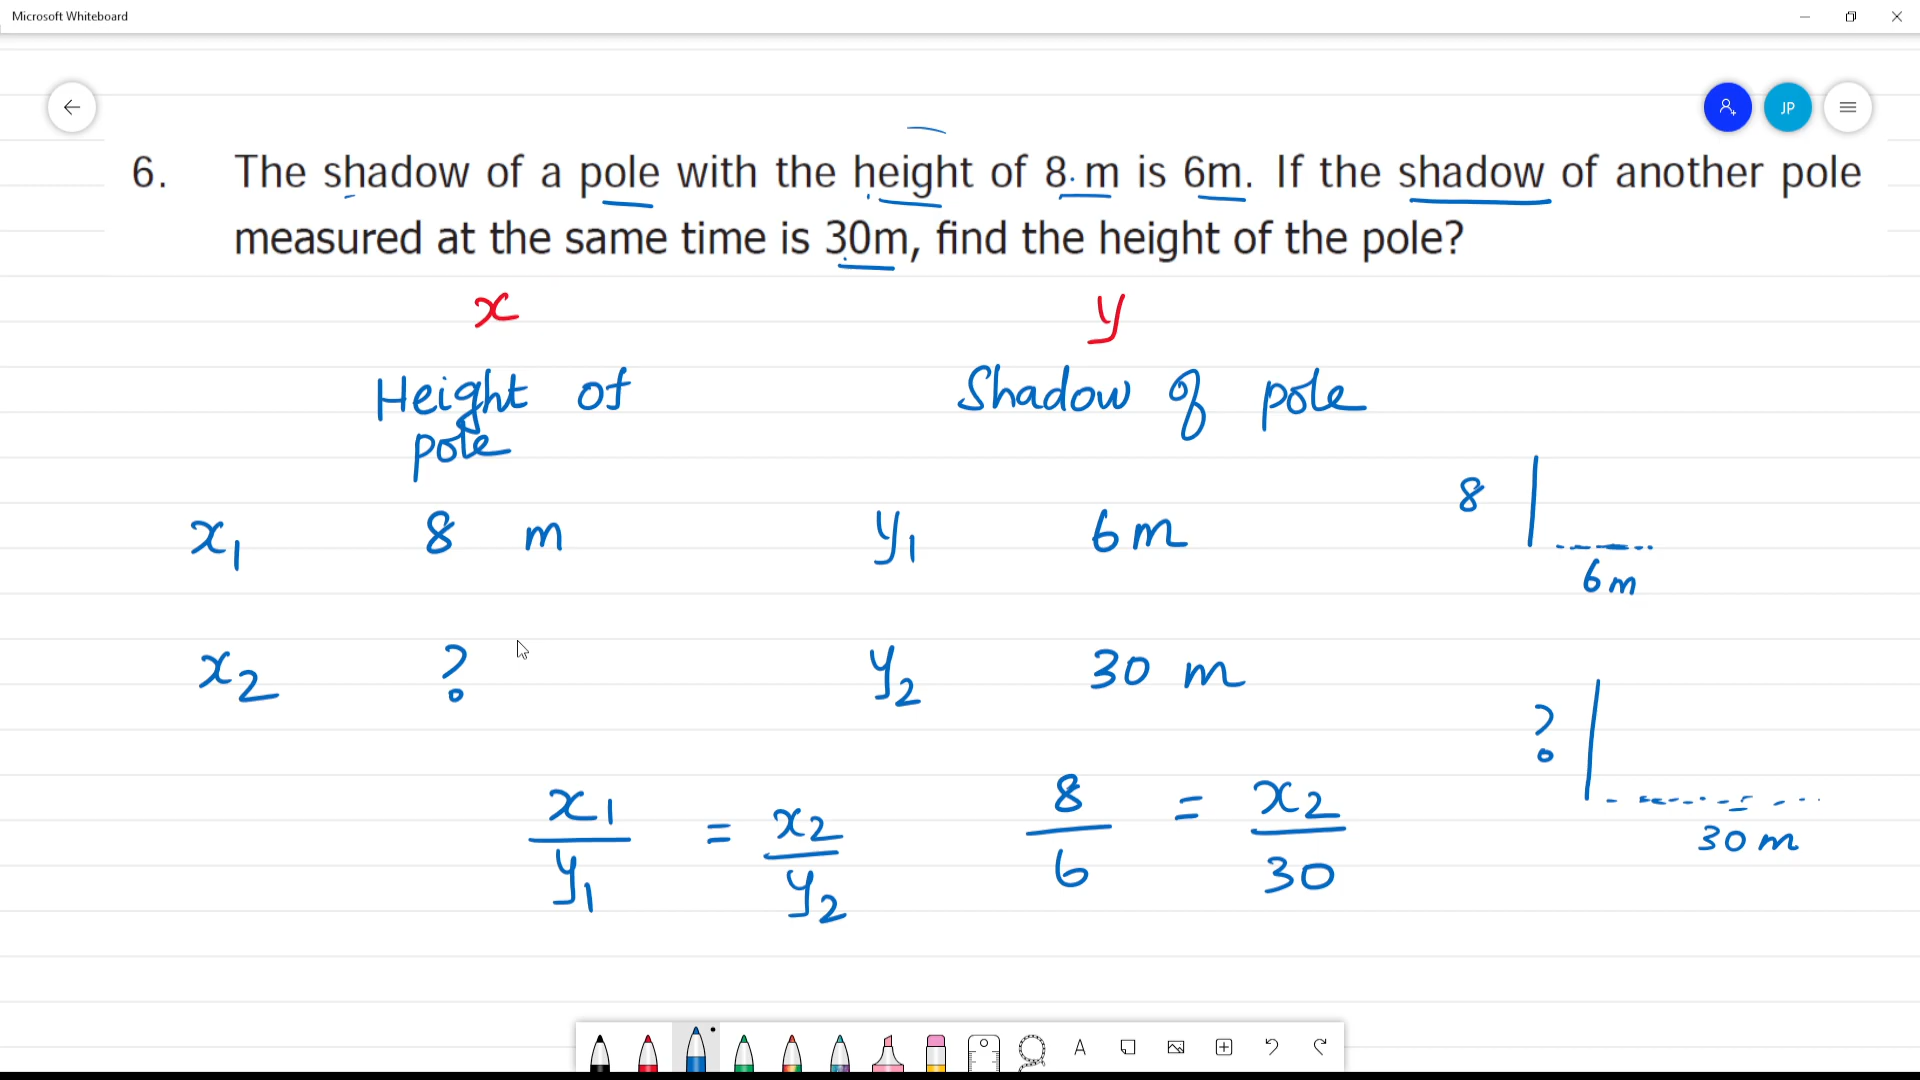 Microsoft Whiteboard
JP
6. The shadow of a pole with the height of 8 m is 6m. If the shadow of another pole
measured at the same time is 30m, find the height of the pole?
x y
Height of pole Shadow of pole
x₁ 8 m y₁ 6m
8
6m
x₂ ? y₂ 30 m
?
30 m
x₁/y₁ = x₂/y₂ 8/6 = x₂/30
A